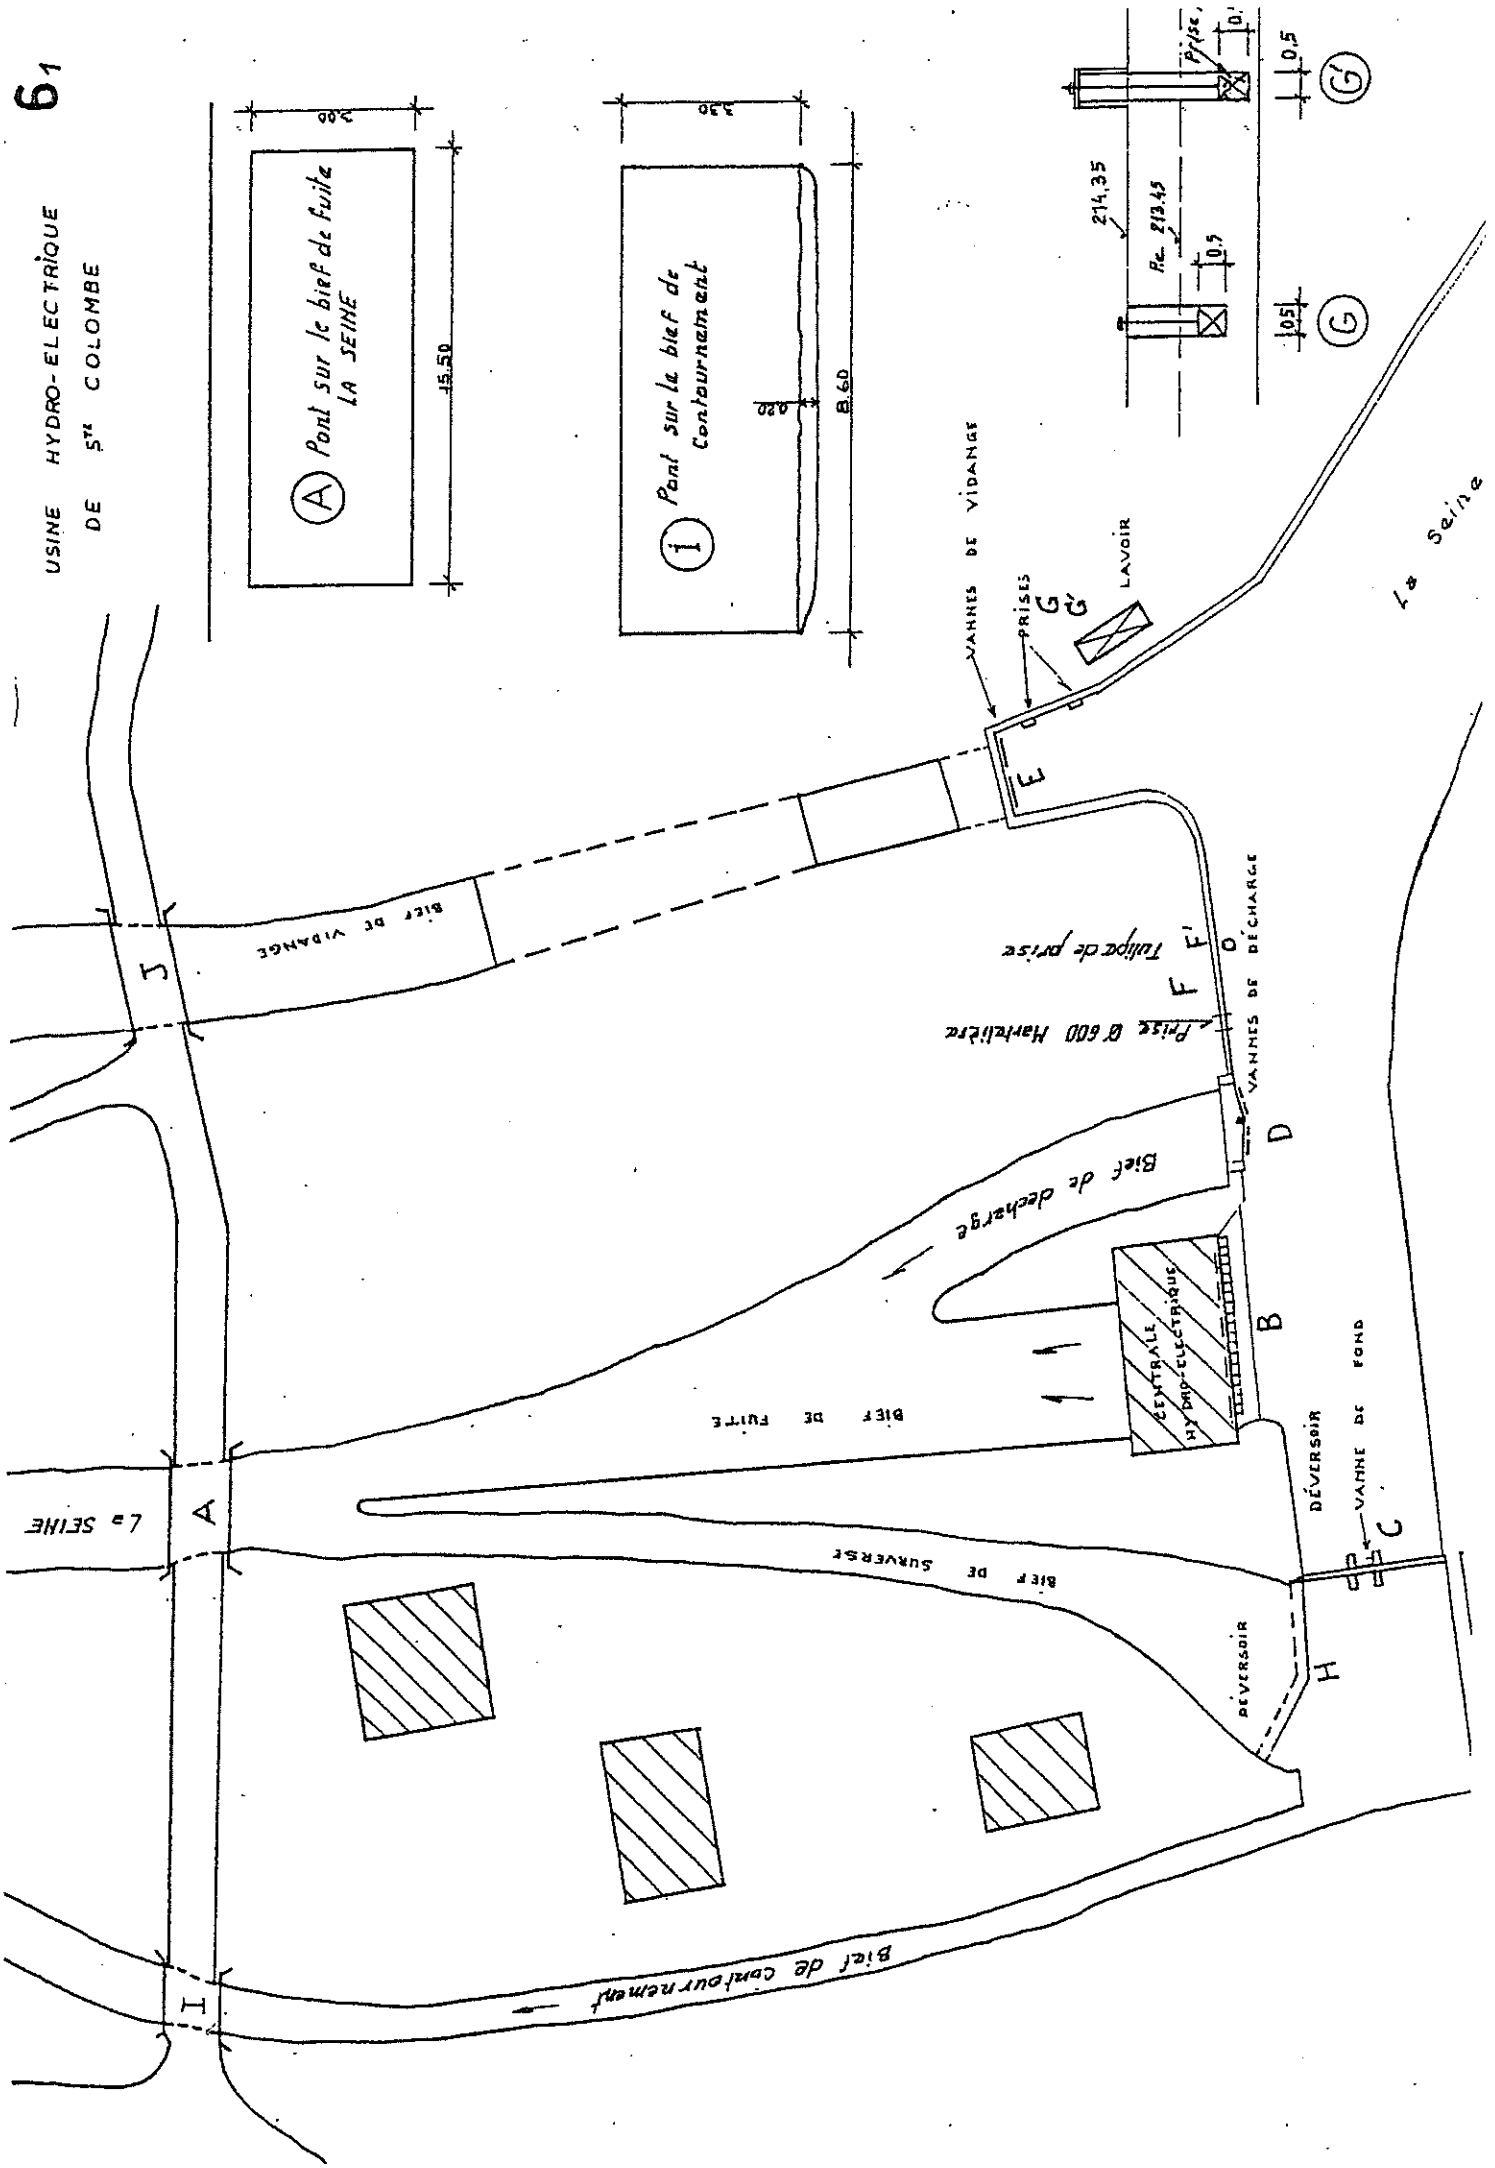 61
USINE HYDRO-ELECTRIQUE
DE STE COLOMBE
A
Pont sur le bief de fuite
LA SEINE
15.50
i
Pont sur le bief de
Contournement
3.30
0.20
8.60
214.35
Re. 213.45
0.5
0.5
G
Prise,
0.5
G'
VANNES DE VIDANGE
PRISES
G
G'
LAVOIR
La Seine
E
J
BIEF DE VIDANGE
Tulipe de prise
F'
F
Prise Ø 600 Martelière
VANNES DE DÉCHARGE
D
Bief de decharge
CENTRALE
HYDRO-ELECTRIQUE
B
BIEF DE FUITE
La SEINE
A
BIEF DE SURVERSE
DÉVERSOIR
VANNE DE FOND
C
DÉVERSOIR
H
I
Bief de contournement